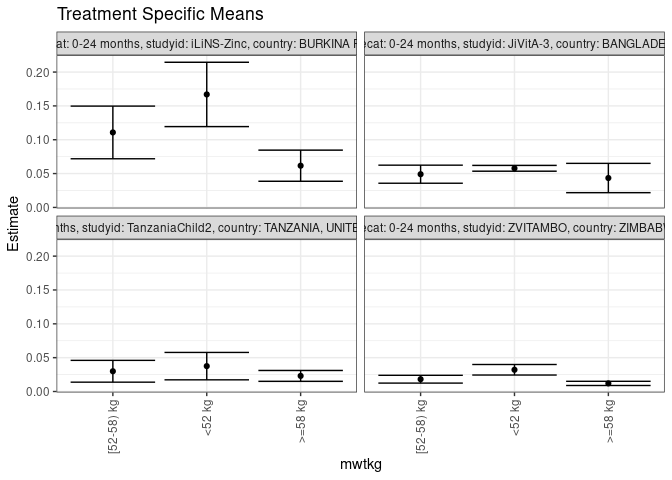 Treatment Specific Means
cat: 0-24 months, studyid: iLiNS-Zinc, country: BURKINA F
ecat: 0-24 months, studyid: JiVitA-3, country: BANGLADE
0.20
0.15
0.10
0.05
0.00
nths, studyid: TanzaniaChild2, country: TANZANIA, UNITE
ecat: 0-24 months, studyid: ZVITAMBO, country: ZIMBABW
0.20
0.15
0.10
0.05
0.00
Estimate
[52-58) kg
<52 kg
>=58 kg
[52-58) kg
<52 kg
>=58 kg
mwtkg